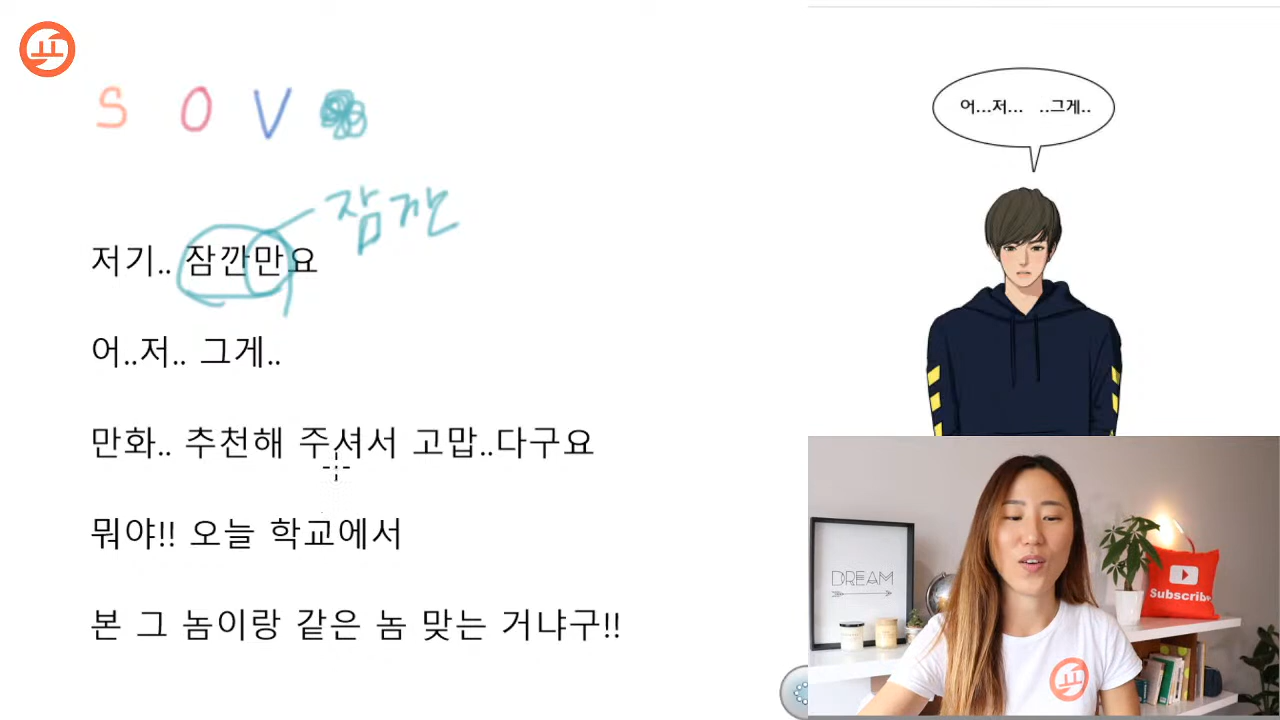 S O V
잠깐
저기.. 잠깐만요
어..저.. 그게..
만화.. 추천해 주셔서 고맙..다구요
뭐야!! 오늘 학교에서
본 그 놈이랑 같은 놈 맞는 거냐구!!
어...저... ..그게..
DREAM
Subscribe